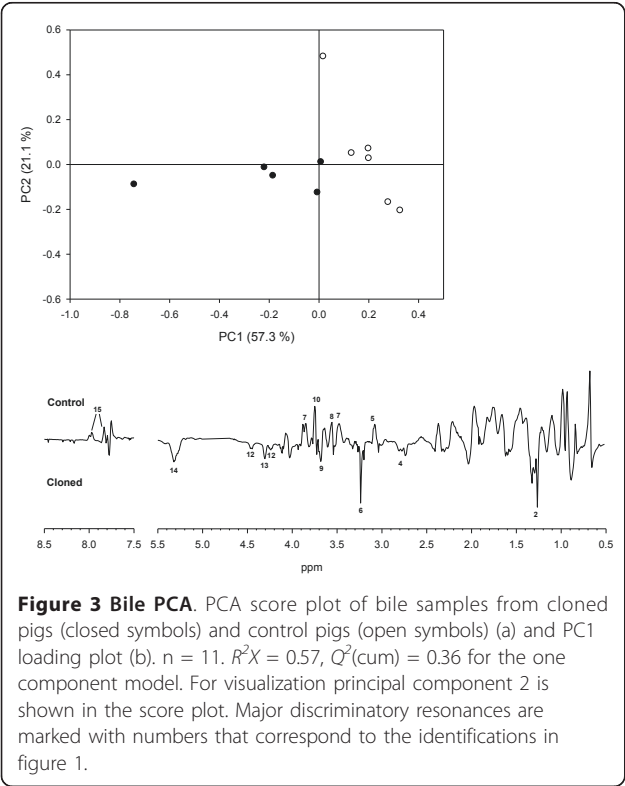 0.6
0.4
0.2
0.0
-0.2
-0.4
-0.6
PC2 (21.1 %)
-1.0 -0.8 -0.6 -0.4 -0.2 0.0 0.2 0.4
PC1 (57.3 %)
Control
Cloned
15
14
12
13
12
7
10
9
8
7
6
5
4
2
8.5 8.0 7.5 5.5 5.0 4.5 4.0 3.5 3.0 2.5 2.0 1.5 1.0 0.5
ppm
Figure 3 Bile PCA. PCA score plot of bile samples from cloned
pigs (closed symbols) and control pigs (open symbols) (a) and PC1
loading plot (b). n = 11. R²X = 0.57, Q²(cum) = 0.36 for the one
component model. For visualization principal component 2 is
shown in the score plot. Major discriminatory resonances are
marked with numbers that correspond to the identifications in
figure 1.